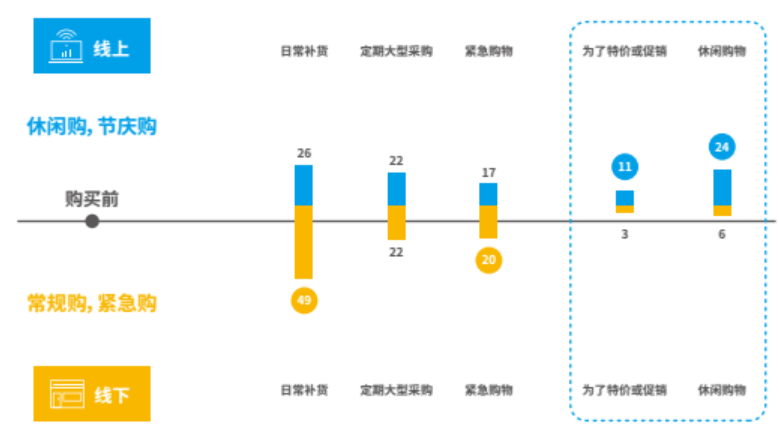 线上
日常补货 定期大型采购 紧急购物 为了特价或促销 休闲购物
休闲购, 节庆购
26 22 17 11 24
购买前
22 20 3 6
49
常规购, 紧急购
线下
日常补货 定期大型采购 紧急购物 为了特价或促销 休闲购物